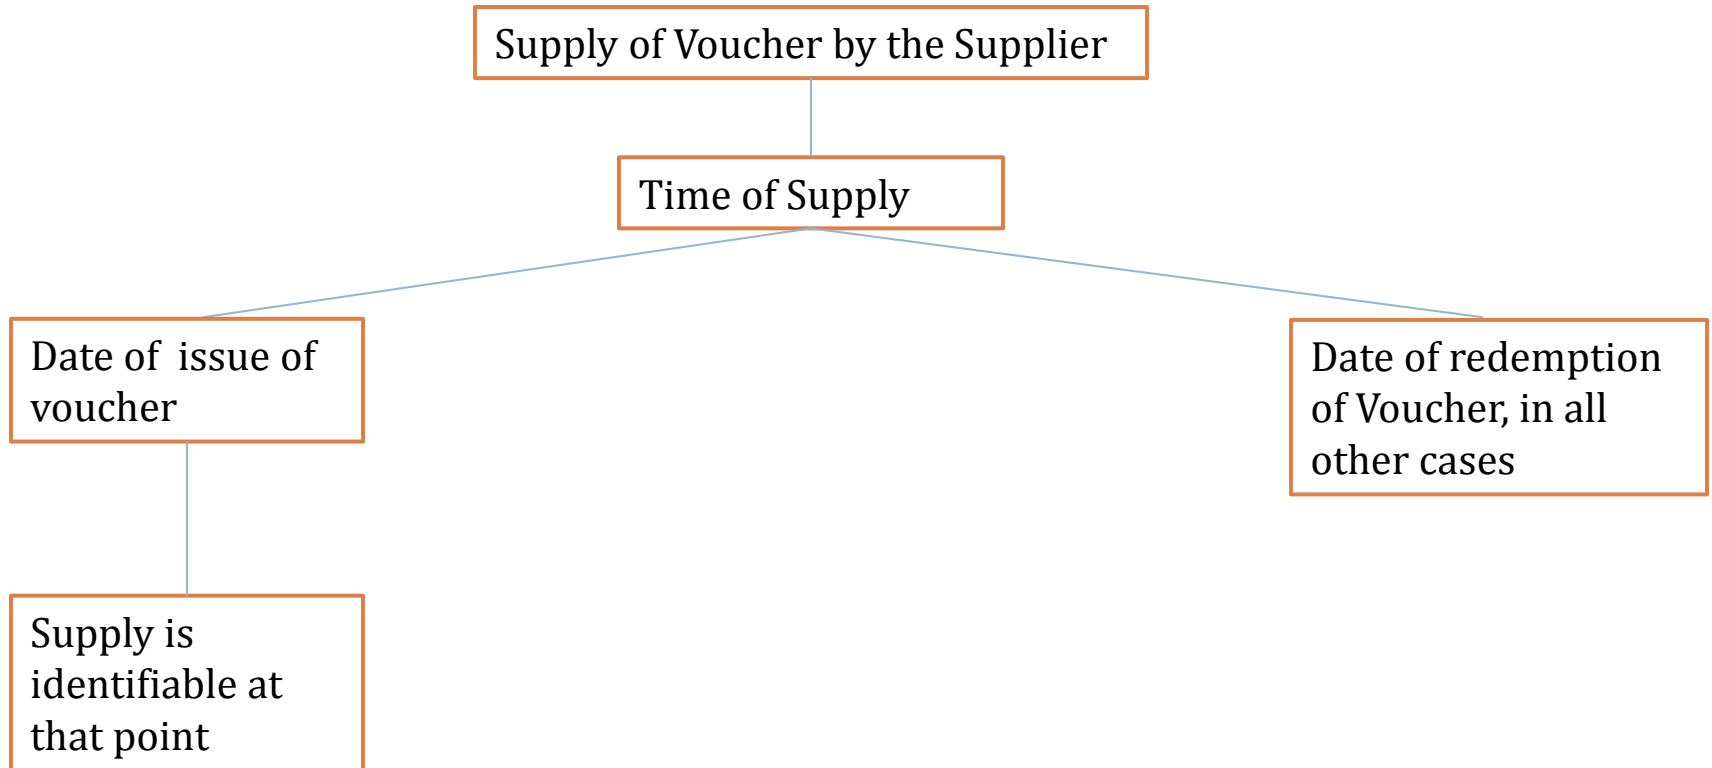 Supply of Voucher by the Supplier
Time of Supply
Date of  issue of
voucher
Date of redemption
of Voucher, in all
other cases
Supply is
identifiable at
that point